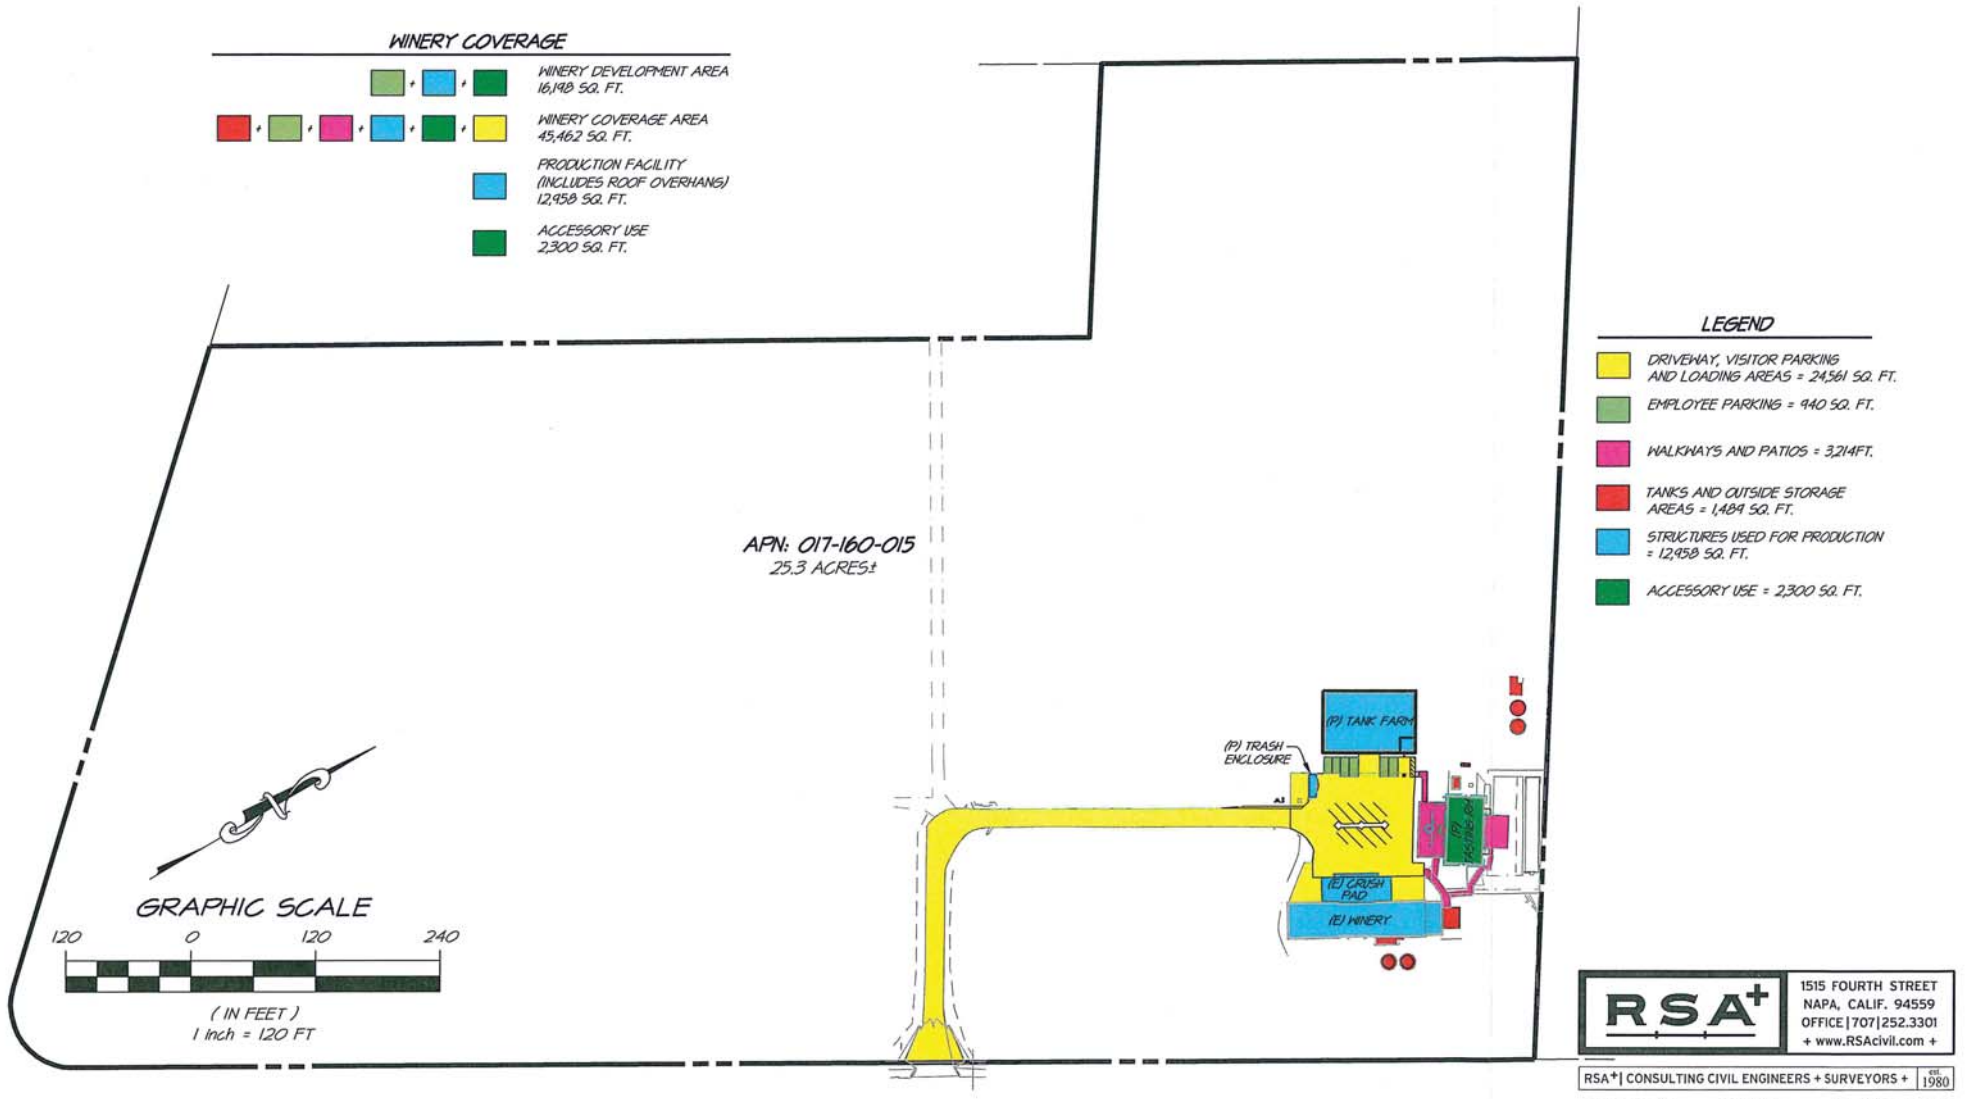 WINERY COVERAGE
+ +
WINERY DEVELOPMENT AREA
16,198 SQ. FT.
+ + + + +
WINERY COVERAGE AREA
45,462 SQ. FT.
PRODUCTION FACILITY
(INCLUDES ROOF OVERHANG)
12,958 SQ. FT.
ACCESSORY USE
2,300 SQ. FT.
LEGEND
DRIVEWAY, VISITOR PARKING
AND LOADING AREAS = 24,561 SQ. FT.
EMPLOYEE PARKING = 940 SQ. FT.
WALKWAYS AND PATIOS = 3,214FT.
TANKS AND OUTSIDE STORAGE
AREAS = 1,489 SQ. FT.
STRUCTURES USED FOR PRODUCTION
= 12,958 SQ. FT.
ACCESSORY USE = 2,300 SQ. FT.
APN: 017-160-015
25.3 ACRES±
(P) TANK FARM
(P) TRASH
ENCLOSURE
(E) CRUSH
PAD
(E) WINERY
N
GRAPHIC SCALE
120 0 120 240
( IN FEET )
1 inch = 120 FT
RSA+
1515 FOURTH STREET
NAPA, CALIF. 94559
OFFICE|707|252.3301
+ www.RSAcivil.com +
RSA+| CONSULTING CIVIL ENGINEERS + SURVEYORS + est. 1980